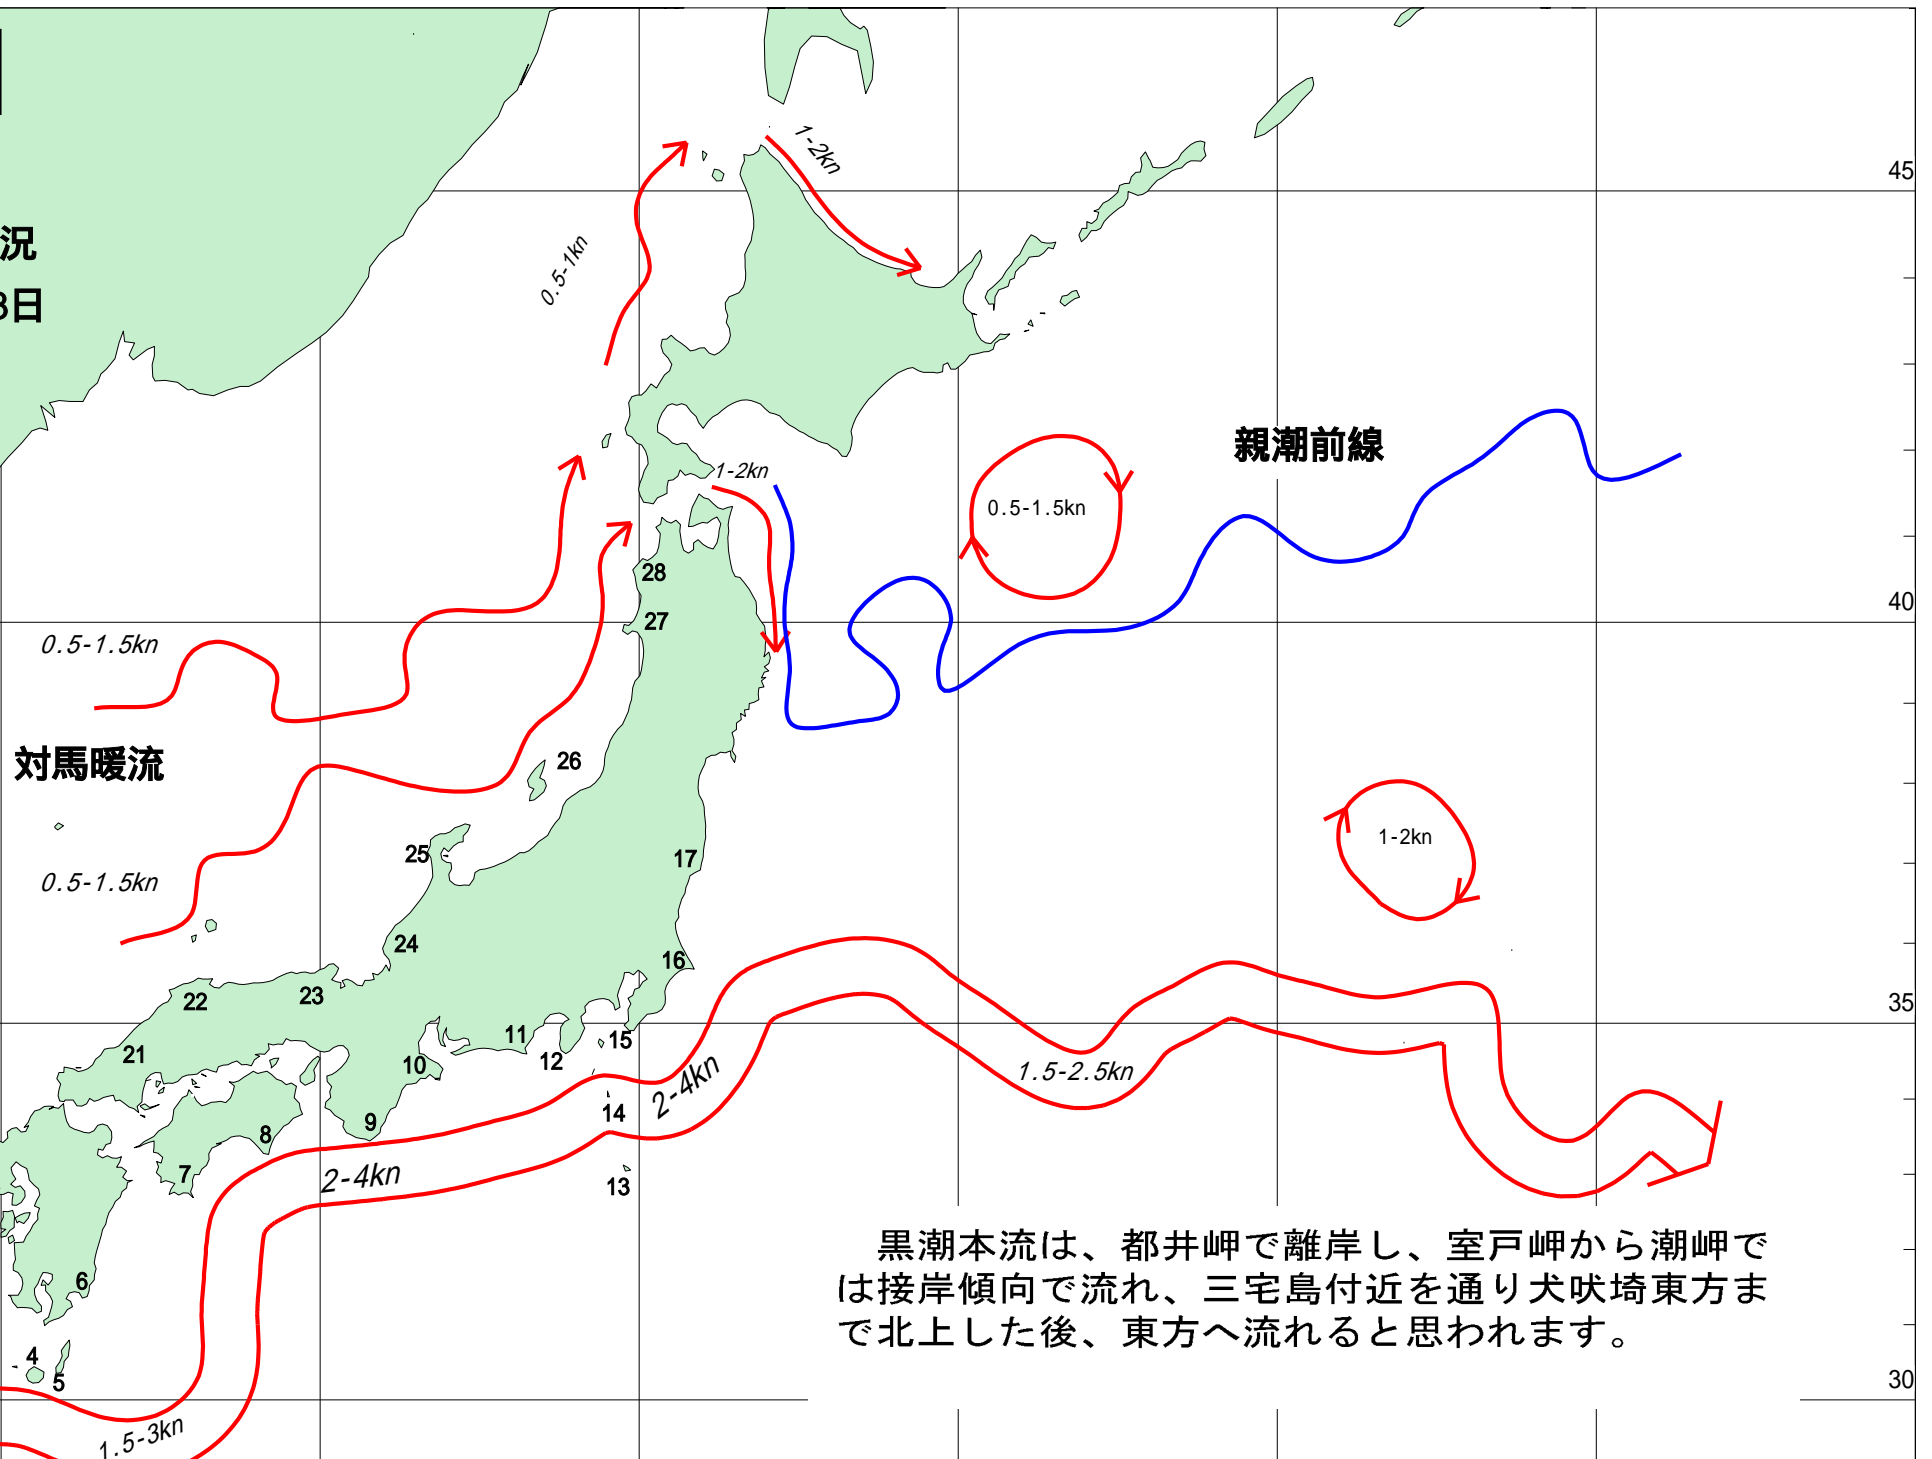 1-2kn
45
況
0.5-1kn
3日
親潮前線
1-2kn
0.5-1.5kn
28
40
27
0.5-1.5kn
対馬暖流
26
1-2kn
25
17
0.5-1.5kn
24
16
22
23
35
11
15
21
12
10
2-4kn
1.5-2.5kn
14
9
8
7
2-4kn
13
黒潮本流は、都井岬で離岸し、室戸岬から潮岬で
は接岸傾向で流れ、三宅島付近を通り犬吠埼東方ま
で北上した後、東方へ流れると思われます。
6
4
5
30
1.5-3kn